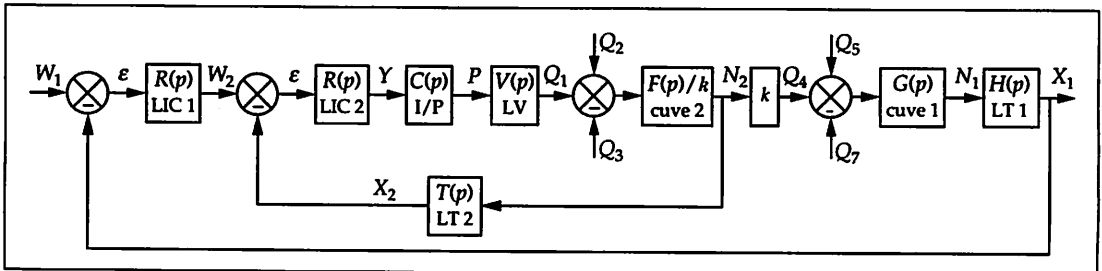 Q₂ Q₅
W₁ - ε R(p) LIC 1 W₂ - ε R(p) LIC 2 Y C(p) I/P P V(p) LV Q₁ - F(p)/k cuve 2 N₂ k Q₄ - G(p) cuve 1 N₁ H(p) LT 1 X₁
Q₃ Q₇
X₂ T(p) LT 2